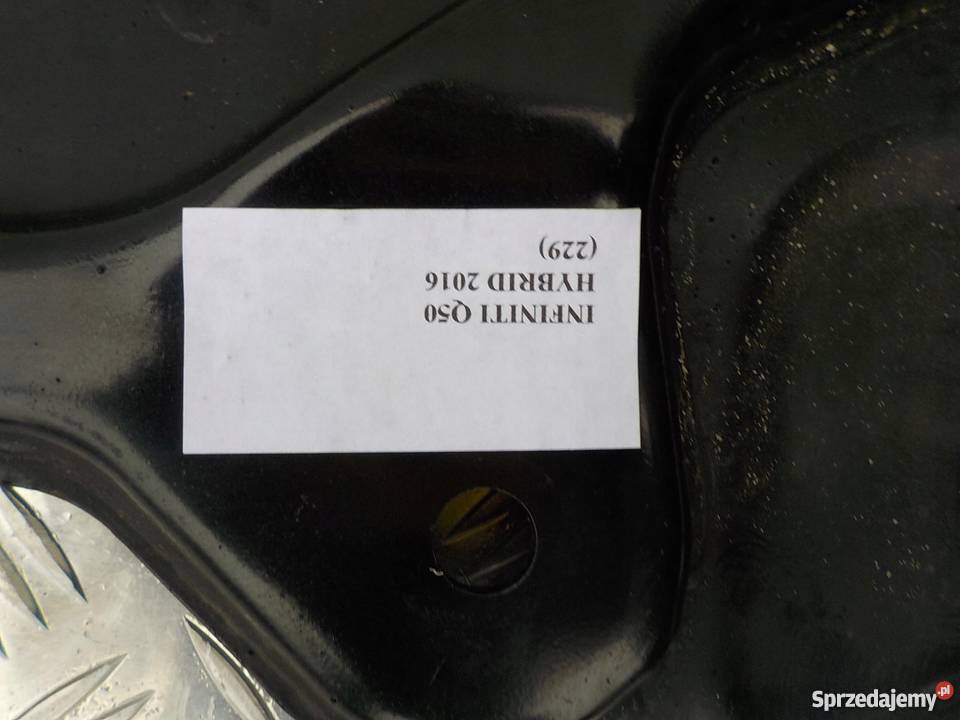 INFINITI Q50
HYBRID 2016
(229)
Sprzedajemy.pl